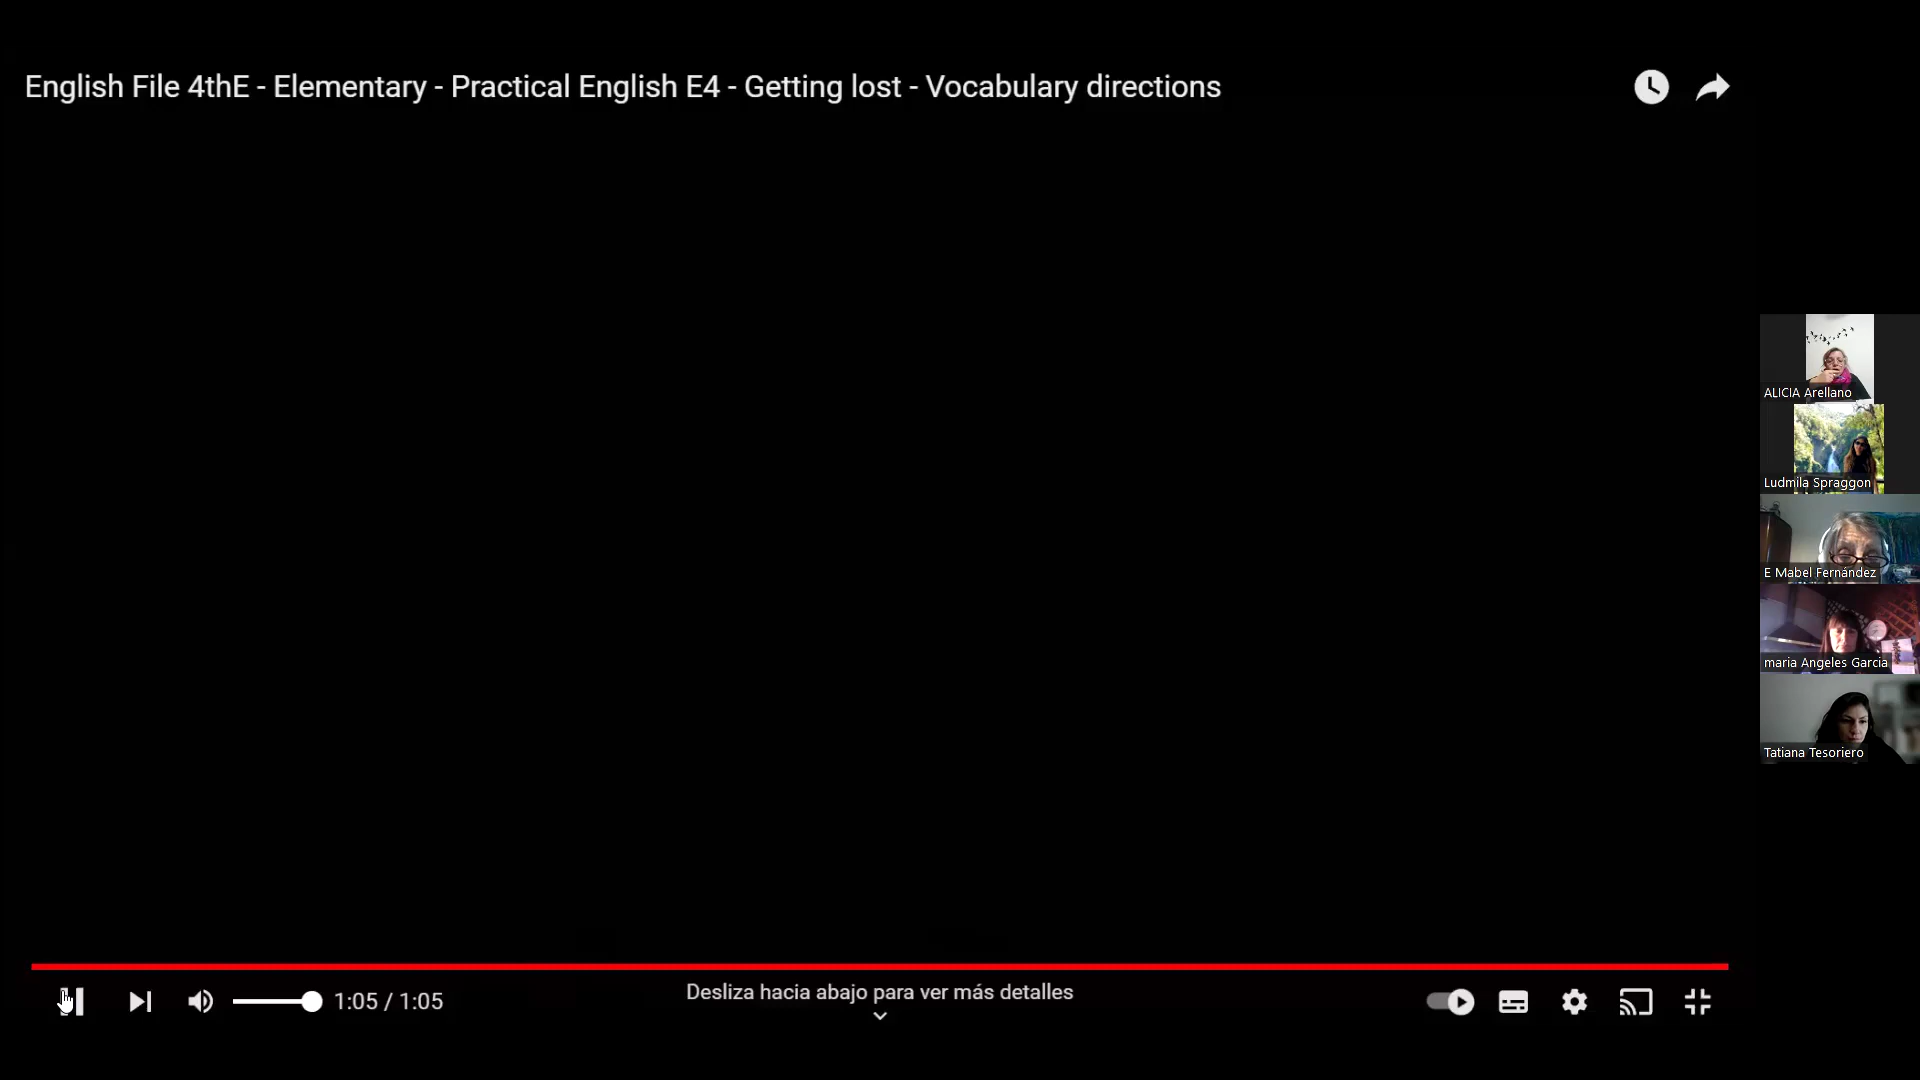 English File 4thE - Elementary - Practical English E4 - Getting lost - Vocabulary directions
ALICIA Arellano
Ludmila Spraggon
E Mabel Fernández
maria Angeles Garcia
Tatiana Tesoriero
1:05 / 1:05
Desliza hacia abajo para ver más detalles